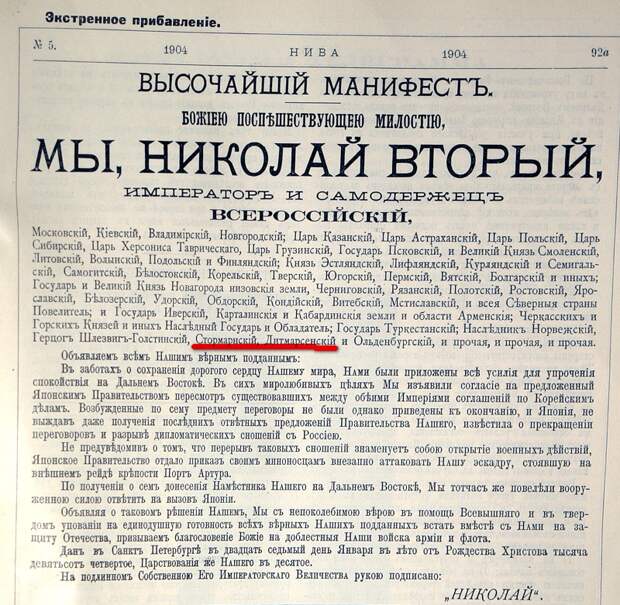 Экстренное прибавленіе.
№ 5. 1904 НИВА 1904 92а
ВЫСОЧАЙШІЙ МАНИФЕСТЪ.
БОЖІЕЮ ПОСПѢШЕСТВУЮЩЕЮ МИЛОСТІЮ,
МЫ, НИКОЛАЙ ВТОРЫЙ,
ИМПЕРАТОРЪ И САМОДЕРЖЕЦЪ
ВСЕРОССІЙСКІЙ,
Московскій, Кіевскій, Владимірскій, Новгородскій; Царь Казанскій, Царь Астраханскій, Царь Польскій, Царь
Сибирскій, Царь Херсониса Таврическаго, Царь Грузинскій, Государь Псковскій, и Великій Князь Смоленскій,
Литовскій, Волынскій, Подольскій и Финляндскій; Князь Эстляндскій, Лифляндскій, Курляндскій и Семигаль-
скій, Самогитскій, Бѣлостокскій, Корельскій, Тверскій, Югорскій, Пермскій, Вятскій, Болгарскій и иныхъ;
Государь и Великій Князь Новагорода низовскія земли, Черниговскій, Рязанскій, Полотскій, Ростовскій, Яро-
славскій, Бѣлозерскій, Удорскій, Обдорскій, Кондійскій, Витебскій, Мстиславскій, и всея Сѣверныя страны
Повелитель; и Государь Иверскій, Карталинскія и Кабардинскія земли и области Арменскія; Черкасскихъ и
Горскихъ Князей и иныхъ Наслѣдный Государь и Обладатель; Государь Туркестанскій; Наслѣдникъ Норвежскій,
Герцогъ Шлезвигъ-Голстинскій, Стормарнскій, Дитмарсенскій и Ольденбургскій, и прочая, и прочая, и прочая.
Объявляемъ всѣмъ Нашимъ вѣрнымъ подданнымъ:
Въ заботахъ о сохраненіи дорогого сердцу Нашему мира, Нами были приложены всѣ усилія для упроченія
спокойствія на Дальнемъ Востокѣ. Въ сихъ миролюбивыхъ цѣляхъ Мы изъявили согласіе на предложенный
Японскимъ Правительствомъ пересмотръ существовавшихъ между обѣими Имперіями соглашеній по Корейскимъ
дѣламъ. Возбужденные по сему предмету переговоры не были однако приведены къ окончанію, и Японія, не
выждавъ даже полученія послѣднихъ отвѣтныхъ предложеній Правительства Нашего, извѣстила о прекращеніи
переговоровъ и разрывѣ дипломатическихъ сношеній съ Россіею.
Не предувѣдомивъ о томъ, что перерывъ таковыхъ сношеній знаменуетъ собою открытіе военныхъ дѣйствій,
Японское Правительство отдало приказъ своимъ миноносцамъ внезапно аттаковать Нашу эскадру, стоявшую на
внѣшнемъ рейдѣ крѣпости Портъ Артура.
По полученіи о семъ донесенія Намѣстника Нашего на Дальнемъ Востокѣ, Мы тотчасъ же повелѣли воору-
женною силою отвѣтить на вызовъ Японіи.
Объявляя о таковомъ рѣшеніи Нашемъ, Мы съ непоколебимою вѣрою въ помощь Всевышняго и въ твер-
домъ упованіи на единодушную готовность всѣхъ вѣрныхъ Нашихъ подданныхъ встать вмѣстѣ съ Нами на
защиту Отечества, призываемъ благословеніе Божіе на доблестныя Наши войска арміи и флота.
Данъ въ Санктъ Петербургѣ въ двадцать седьмый день Января въ лѣто отъ Рождества Христова тысяча
девятьсотъ четвертое, Царствованія же Нашего въ десятое.
На подлинномъ Собственною Его Императорскаго Величества рукою подписано:
„НИКОЛАЙ“.